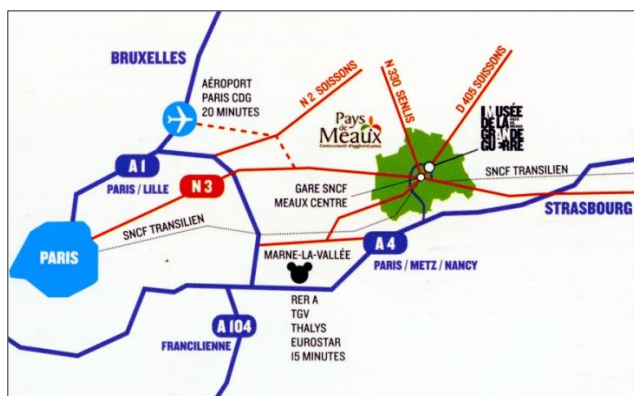 BRUXELLES
AÉROPORT
PARIS CDG
20 MINUTES
N 2 SOISSONS
N 330 SENLIS
D 405 SOISSONS
Pays
de Meaux
Communauté d'agglomération
MUSÉE
DE LA
GRANDE
GUERRE
A 1
PARIS / LILLE
N 3
GARE SNCF
MEAUX CENTRE
SNCF TRANSILIEN
STRASBOURG
SNCF TRANSILIEN
PARIS
MARNE-LA-VALLÉE
A 4
PARIS / METZ / NANCY
RER A
TGV
THALYS
EUROSTAR
15 MINUTES
A 104
FRANCILIENNE